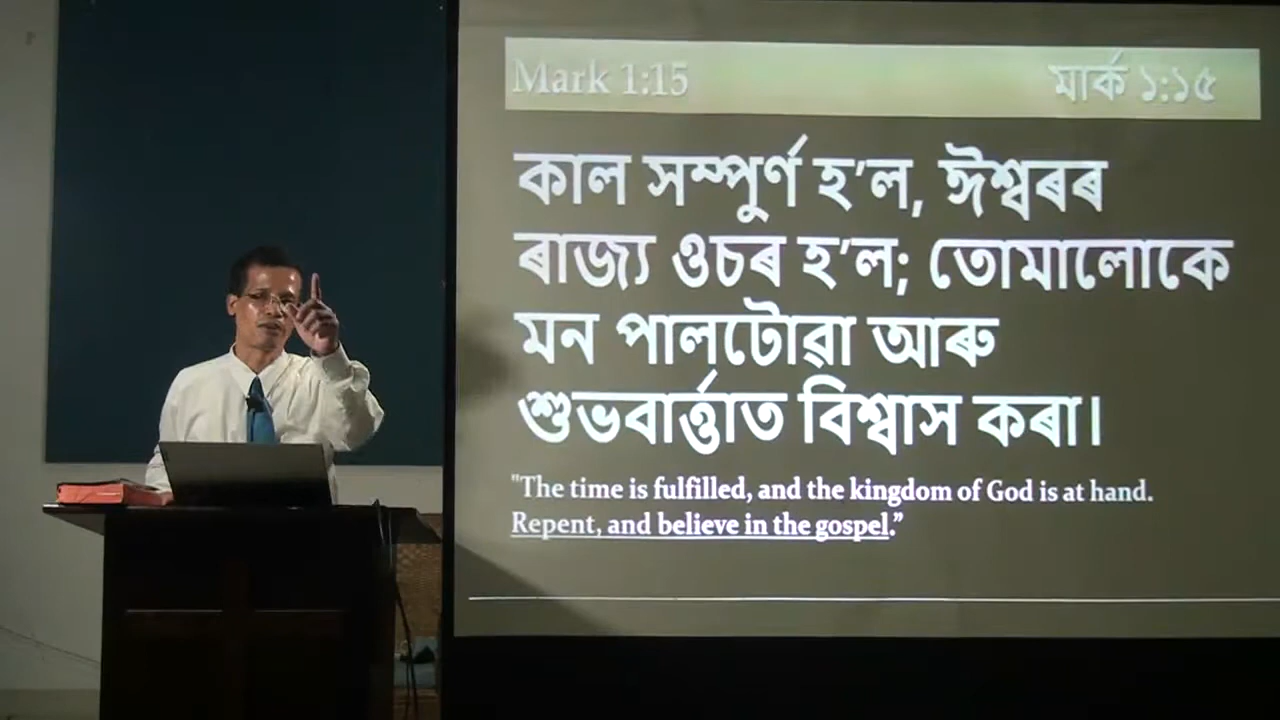 Mark 1:15 মাৰ্ক ১:১৫
কাল সম্পুৰ্ণ হ’ল, ঈশ্বৰৰ
ৰাজ্য ওচৰ হ’ল; তোমালোকে
মন পালটোৱা আৰু
শুভবাৰ্ত্তাত বিশ্বাস কৰা।
"The time is fulfilled, and the kingdom of God is at hand.
Repent, and believe in the gospel.”